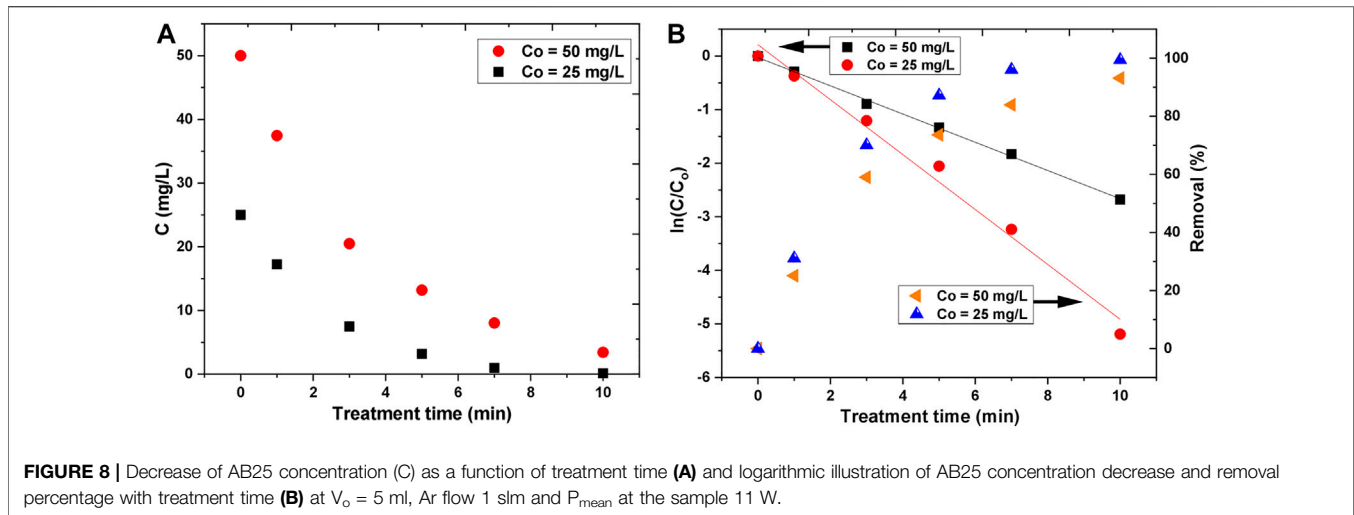 A
Co = 50 mg/L
Co = 25 mg/L
50
40
30
20
10
0
C (mg/L)
0 2 4 6 8 10
Treatment time (min)
B
Co = 50 mg/L
Co = 25 mg/L
0
-1
-2
-3
-4
-5
-6
ln(C/Co)
100
80
60
40
20
0
Removal (%)
Co = 50 mg/L
Co = 25 mg/L
0 2 4 6 8 10
Treatment time (min)
FIGURE 8 | Decrease of AB25 concentration (C) as a function of treatment time (A) and logarithmic illustration of AB25 concentration decrease and removal
percentage with treatment time (B) at Vo = 5 ml, Ar flow 1 slm and Pmean at the sample 11 W.